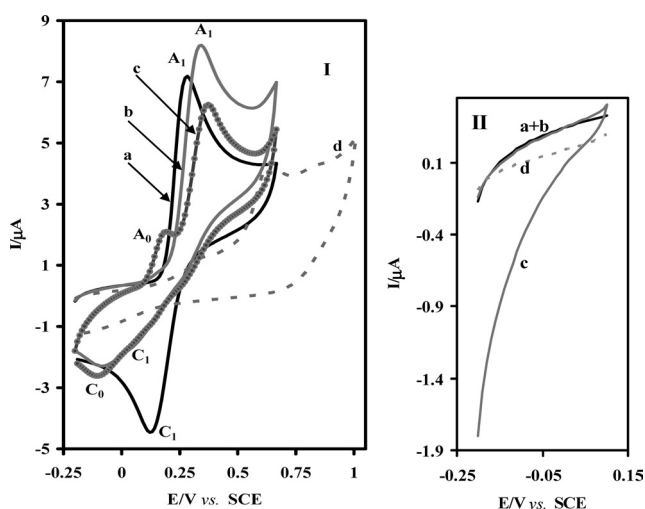 9
7
5
3
1
-1
-3
-5
I/µA
A₁
A₁
I
c
b
a
d
A₀
C₁
C₀
C₁
-0.25 0 0.25 0.5 0.75 1
E/V vs. SCE
II
a+b
d
c
0.1
-0.4
-0.9
-1.4
-1.9
I/µA
-0.25 -0.05 0.15
E/V vs. SCE